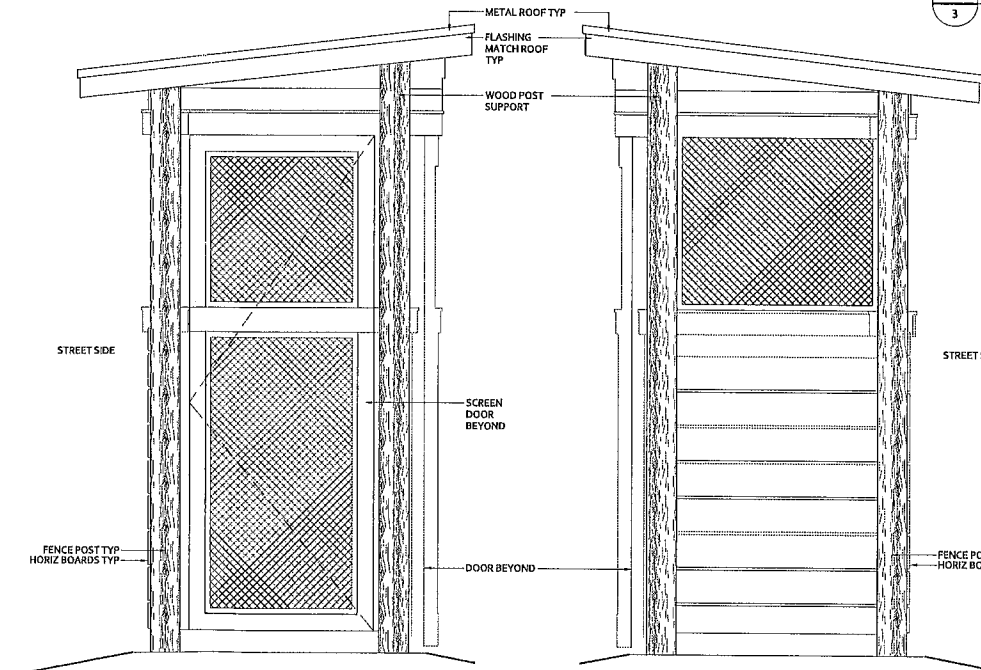 METAL ROOF TYP
3
FLASHING
MATCH ROOF
TYP
WOOD POST
SUPPORT
STREET SIDE
STREET
SCREEN
DOOR
BEYOND
FENCE POST TYP
HORIZ BOARDS TYP
DOOR BEYOND
FENCE PO
HORIZ BO